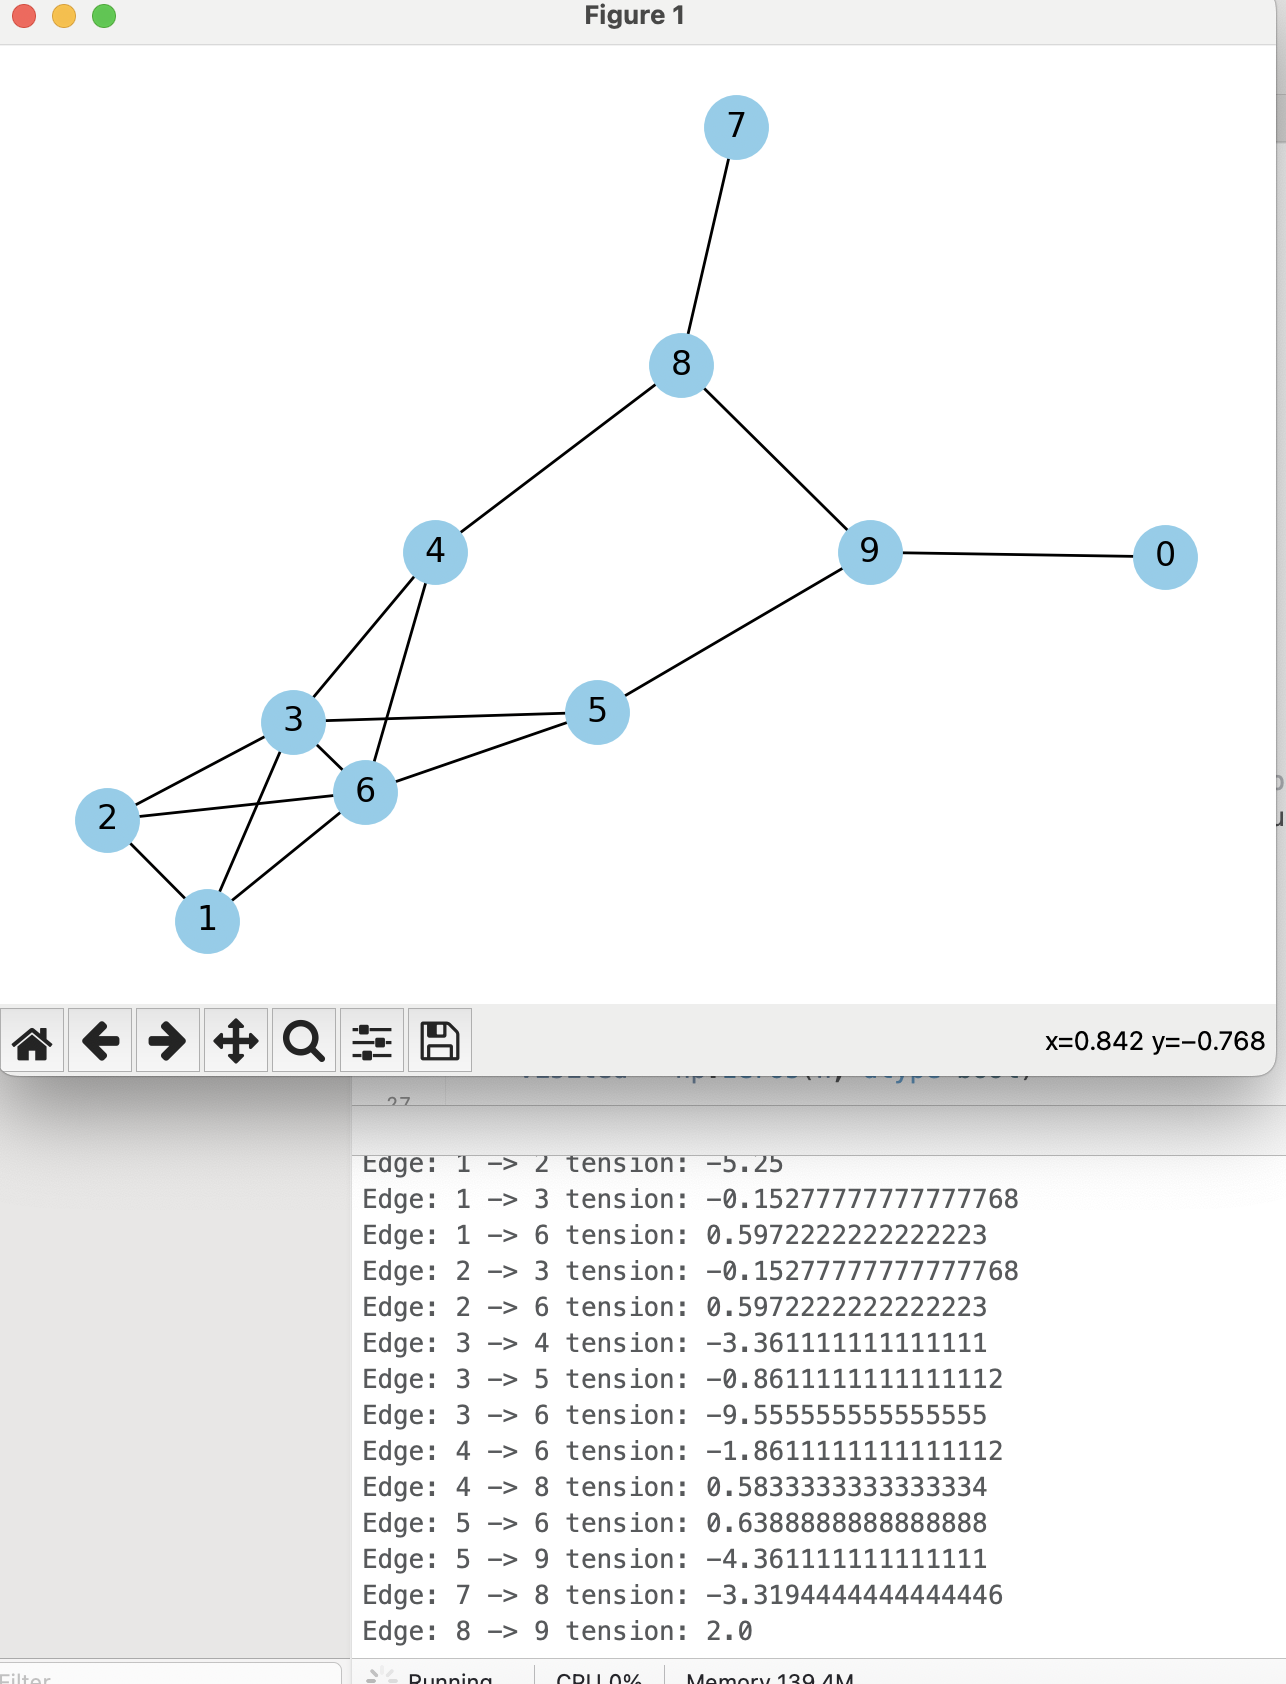 Figure 1
7
8
4
9
0
3
5
6
2
1
x=0.842 y=−0.768
27
Edge: 1 -> 2 tension: -5.25
Edge: 1 -> 3 tension: -0.15277777777777768
Edge: 1 -> 6 tension: 0.5972222222222223
Edge: 2 -> 3 tension: -0.15277777777777768
Edge: 2 -> 6 tension: 0.5972222222222223
Edge: 3 -> 4 tension: -3.361111111111111
Edge: 3 -> 5 tension: -0.8611111111111112
Edge: 3 -> 6 tension: -9.555555555555555
Edge: 4 -> 6 tension: -1.8611111111111112
Edge: 4 -> 8 tension: 0.5833333333333334
Edge: 5 -> 6 tension: 0.6388888888888888
Edge: 5 -> 9 tension: -4.361111111111111
Edge: 7 -> 8 tension: -3.3194444444444446
Edge: 8 -> 9 tension: 2.0
Filter
Running
CPU 0%
Memory 139.4M